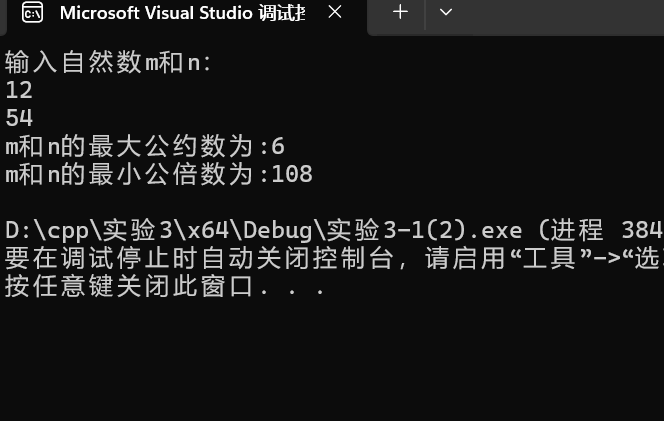 Microsoft Visual Studio 调试
输入自然数m和n:
12
54
m和n的最大公约数为:6
m和n的最小公倍数为:108
D:\cpp\实验3\x64\Debug\实验3-1(2).exe (进程 384
要在调试停止时自动关闭控制台, 请启用“工具”->“选
按任意键关闭此窗口. . .